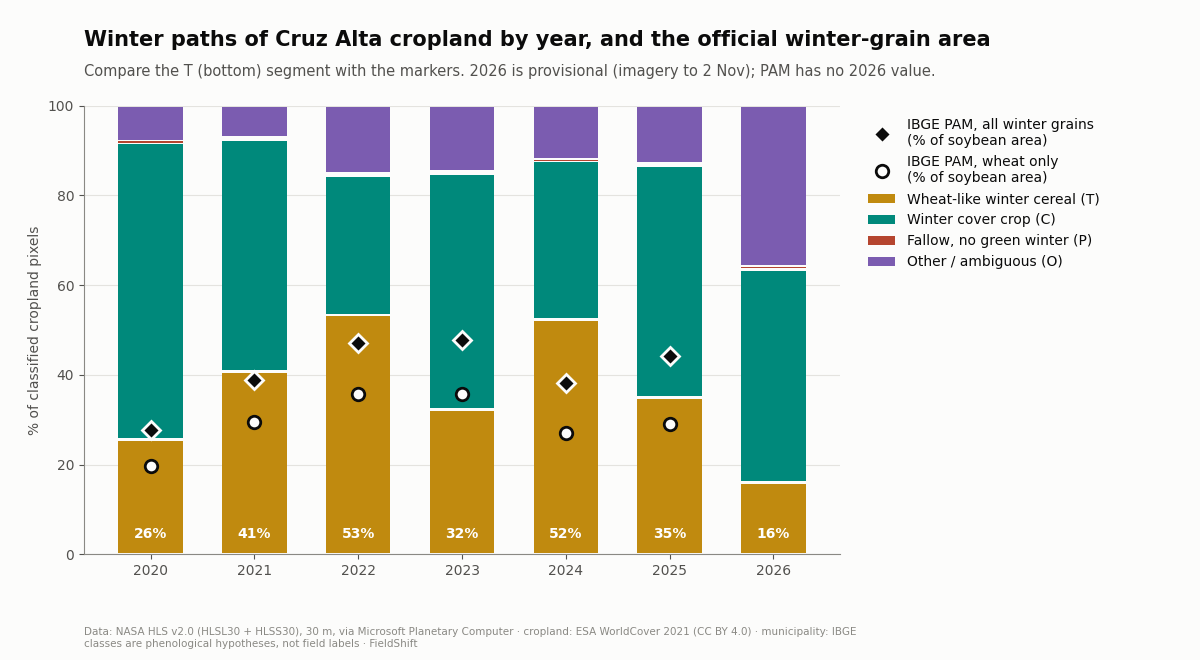 Winter paths of Cruz Alta cropland by year, and the official winter-grain area
Compare the T (bottom) segment with the markers. 2026 is provisional (imagery to 2 Nov); PAM has no 2026 value.
% of classified cropland pixels
100
80
60
40
20
0
26%
41%
53%
32%
52%
35%
16%
2020
2021
2022
2023
2024
2025
2026
IBGE PAM, all winter grains
(% of soybean area)
IBGE PAM, wheat only
(% of soybean area)
Wheat-like winter cereal (T)
Winter cover crop (C)
Fallow, no green winter (P)
Other / ambiguous (O)
Data: NASA HLS v2.0 (HLSL30 + HLSS30), 30 m, via Microsoft Planetary Computer · cropland: ESA WorldCover 2021 (CC BY 4.0) · municipality: IBGE
classes are phenological hypotheses, not field labels · FieldShift